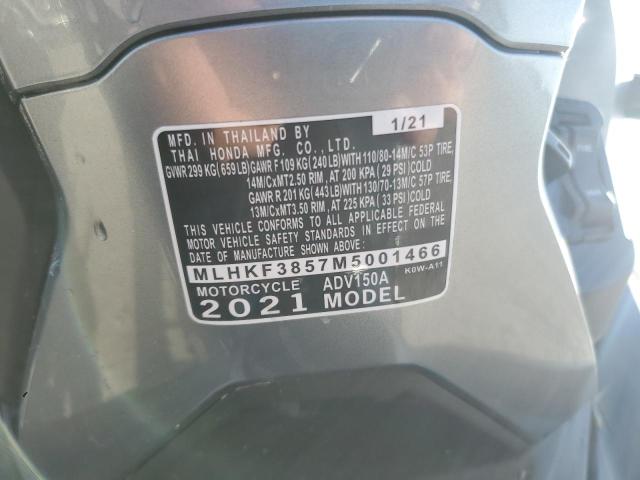 MFD. IN THAILAND BY 1/21
THAI HONDA MFG. CO., LTD.
GVWR 299 KG (659 LB) GAWR F 109 KG (240 LB) WITH 110/80-14M/C 53P TIRE,
14M/CxMT2.50 RIM, AT 200 KPA (29 PSI) COLD
GAWR R 201 KG (443 LB) WITH 130/70-13M/C 57P TIRE,
13M/CxMT3.50 RIM, AT 225 KPA (33 PSI) COLD
THIS VEHICLE CONFORMS TO ALL APPLICABLE FEDERAL
MOTOR VEHICLE SAFETY STANDARDS IN EFFECT ON THE
DATE OF MANUFACTURE SHOWN ABOVE.
MLHKF3857M5001466
MOTORCYCLE ADV150A K0W-A11
2021 MODEL